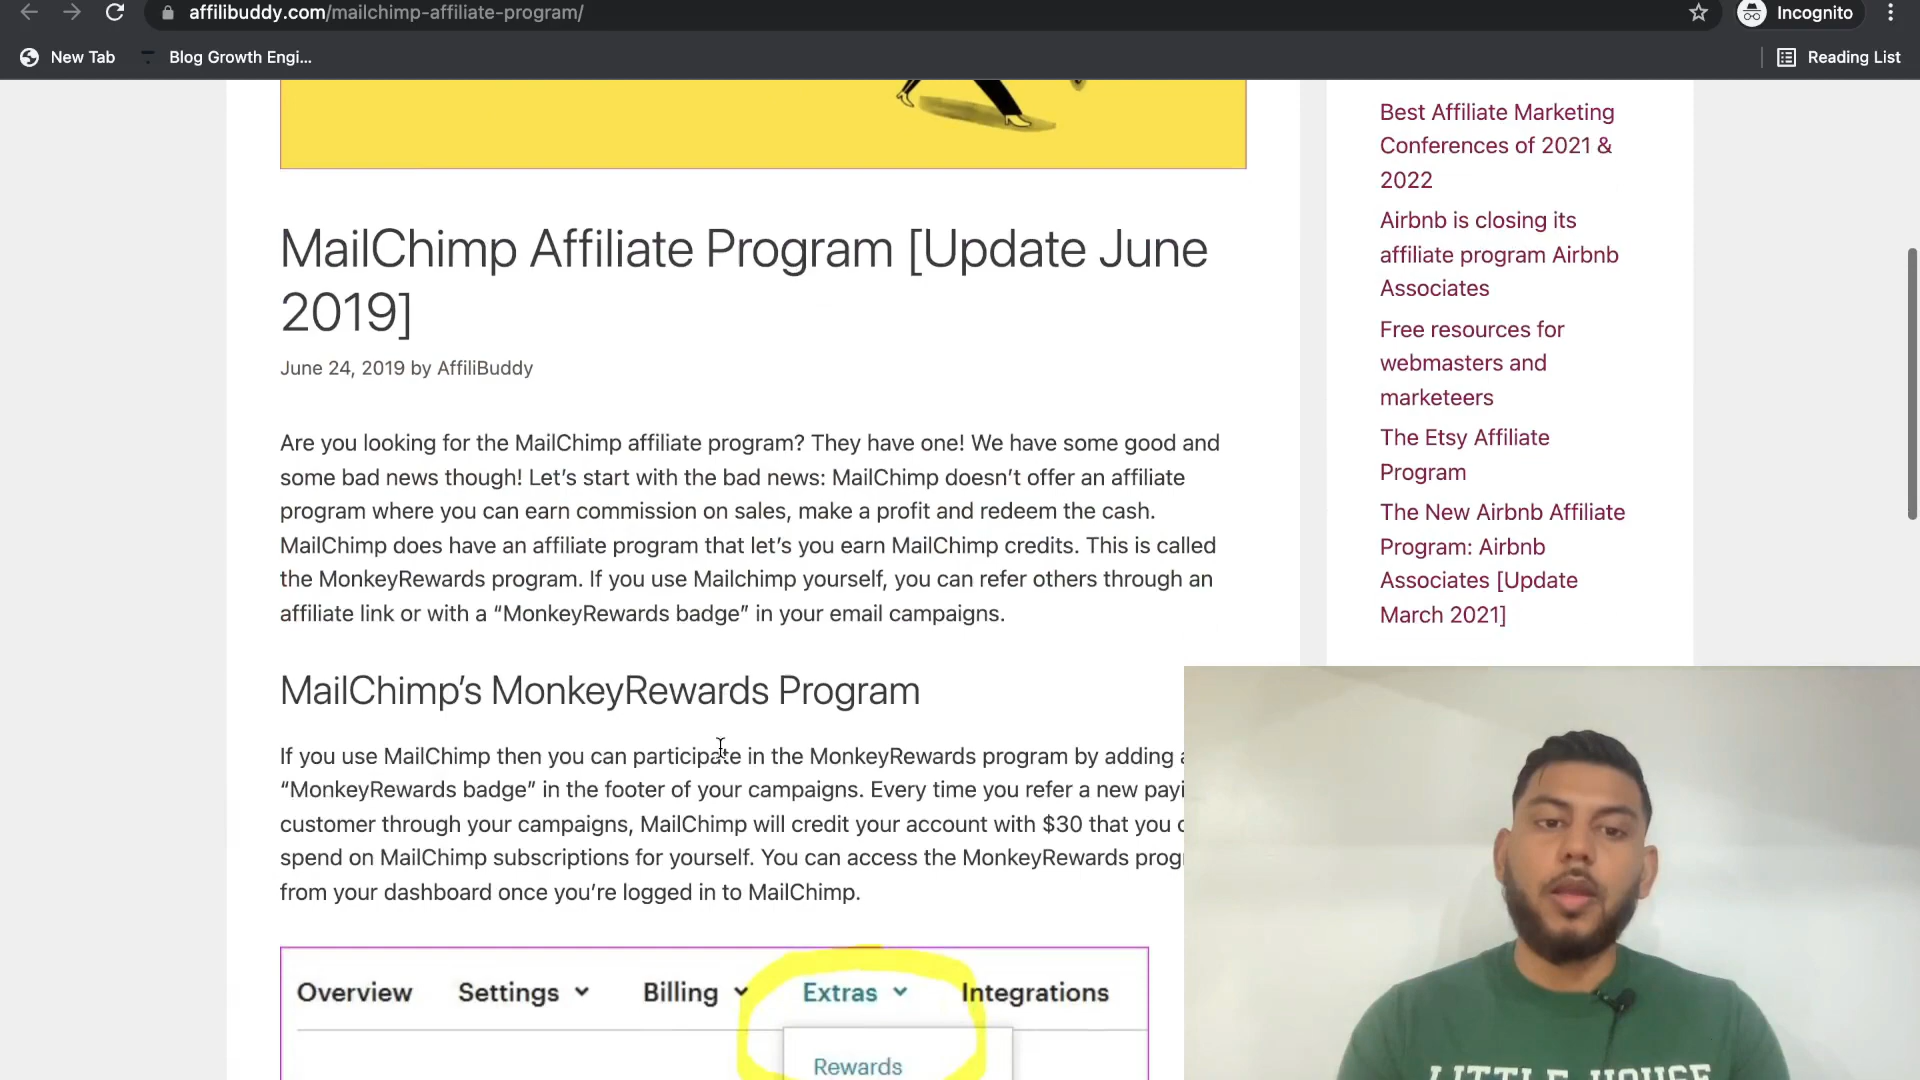 affilibuddy.com/mailchimp-affiliate-program/
Incognito
New Tab
Blog Growth Engi...
Reading List
MailChimp Affiliate Program [Update June
2019]
June 24, 2019 by AffiliBuddy
Are you looking for the MailChimp affiliate program? They have one! We have some good and
some bad news though! Let’s start with the bad news: MailChimp doesn’t offer an affiliate
program where you can earn commission on sales, make a profit and redeem the cash.
MailChimp does have an affiliate program that let’s you earn MailChimp credits. This is called
the MonkeyRewards program. If you use Mailchimp yourself, you can refer others through an
affiliate link or with a “MonkeyRewards badge” in your email campaigns.
MailChimp’s MonkeyRewards Program
If you use MailChimp then you can participate in the MonkeyRewards program by adding
“MonkeyRewards badge” in the footer of your campaigns. Every time you refer a new payi
customer through your campaigns, MailChimp will credit your account with $30 that you
spend on MailChimp subscriptions for yourself. You can access the MonkeyRewards progr
from your dashboard once you’re logged in to MailChimp.
Overview Settings Billing Extras Integrations
Rewards
Best Affiliate Marketing
Conferences of 2021 &
2022
Airbnb is closing its
affiliate program Airbnb
Associates
Free resources for
webmasters and
marketeers
The Etsy Affiliate
Program
The New Airbnb Affiliate
Program: Airbnb
Associates [Update
March 2021]
LITTLE HOUSE